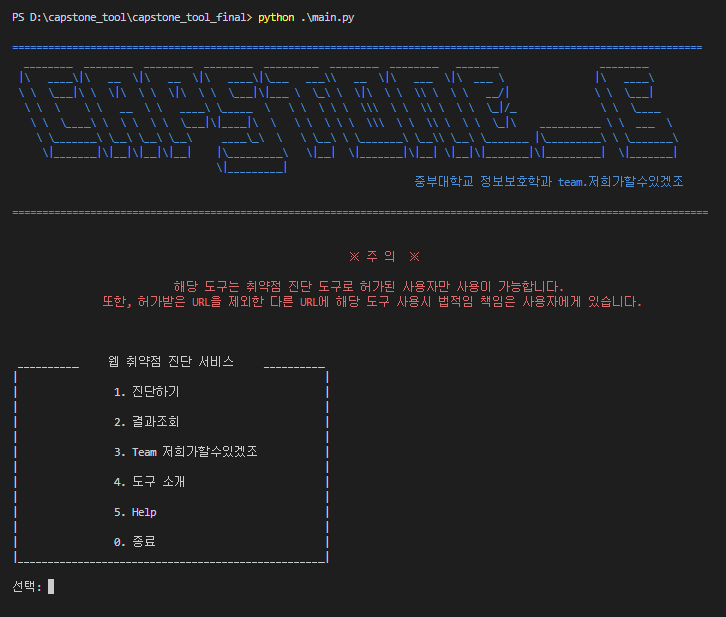 PS D:\capstone_tool\capstone_tool_final> python .\main.py
중부대학교 정보보호학과 team.저희가할수있겠조
※ 주 의 ※
해당 도구는 취약점 진단 도구로 허가된 사용자만 사용이 가능합니다.
또한, 허가받은 URL을 제외한 다른 URL에 해당 도구 사용시 법적임 책임은 사용자에게 있습니다.
웹 취약점 진단 서비스
1. 진단하기
2. 결과조회
3. Team 저희가할수있겠조
4. 도구 소개
5. Help
0. 종료
선택: